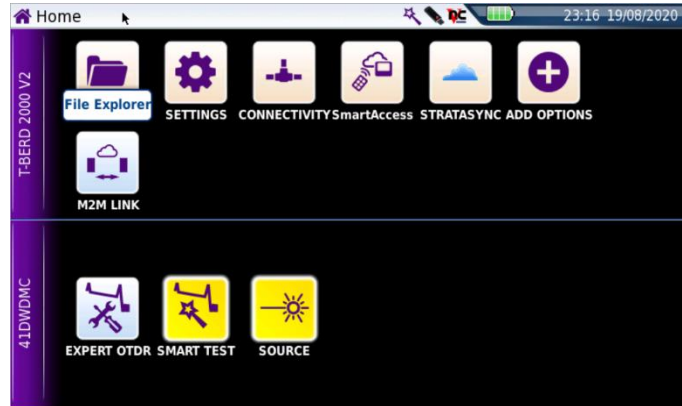 Home
DC
23:16 19/08/2020
T-BERD 2000 V2
File Explorer
SETTINGS
CONNECTIVITY
SmartAccess
STRATASYNC
ADD OPTIONS
M2M LINK
41DWDMC
EXPERT OTDR
SMART TEST
SOURCE